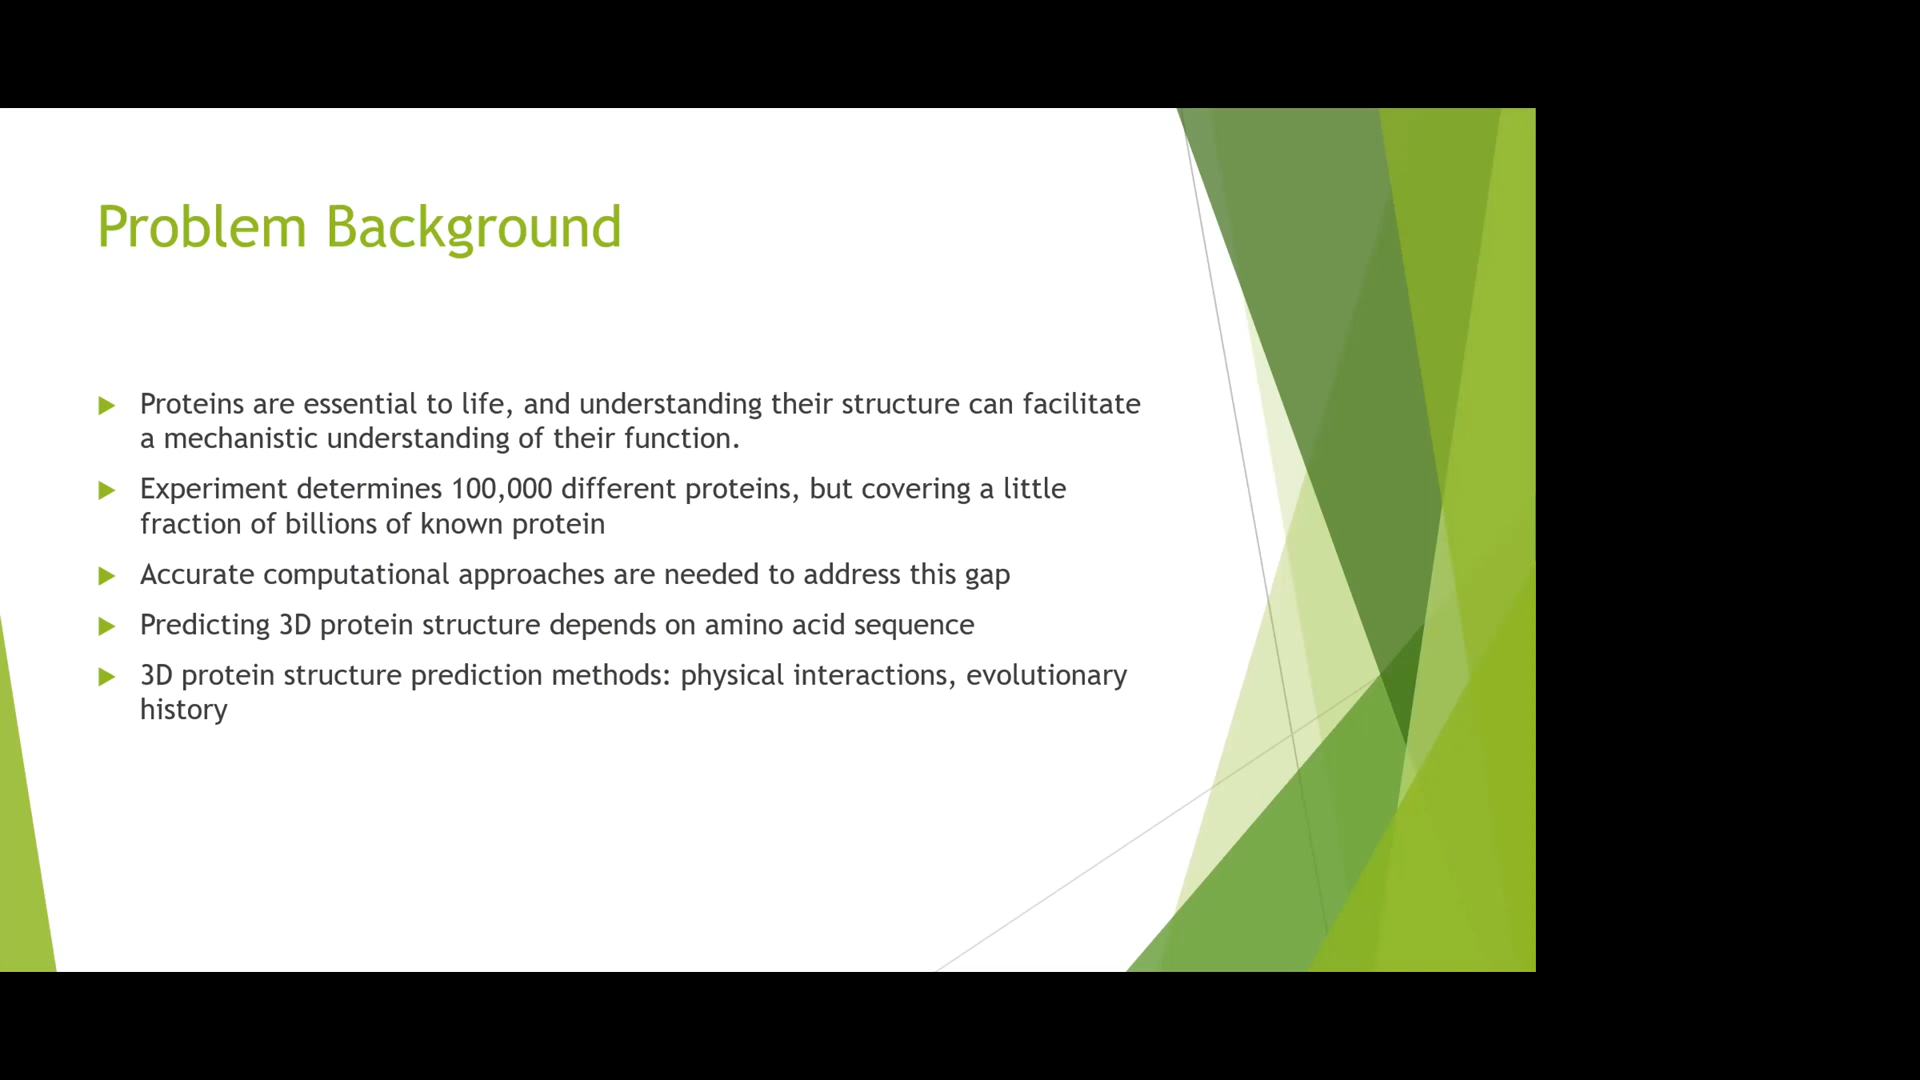 Problem Background
Proteins are essential to life, and understanding their structure can facilitate
a mechanistic understanding of their function.
Experiment determines 100,000 different proteins, but covering a little
fraction of billions of known protein
Accurate computational approaches are needed to address this gap
Predicting 3D protein structure depends on amino acid sequence
3D protein structure prediction methods: physical interactions, evolutionary
history